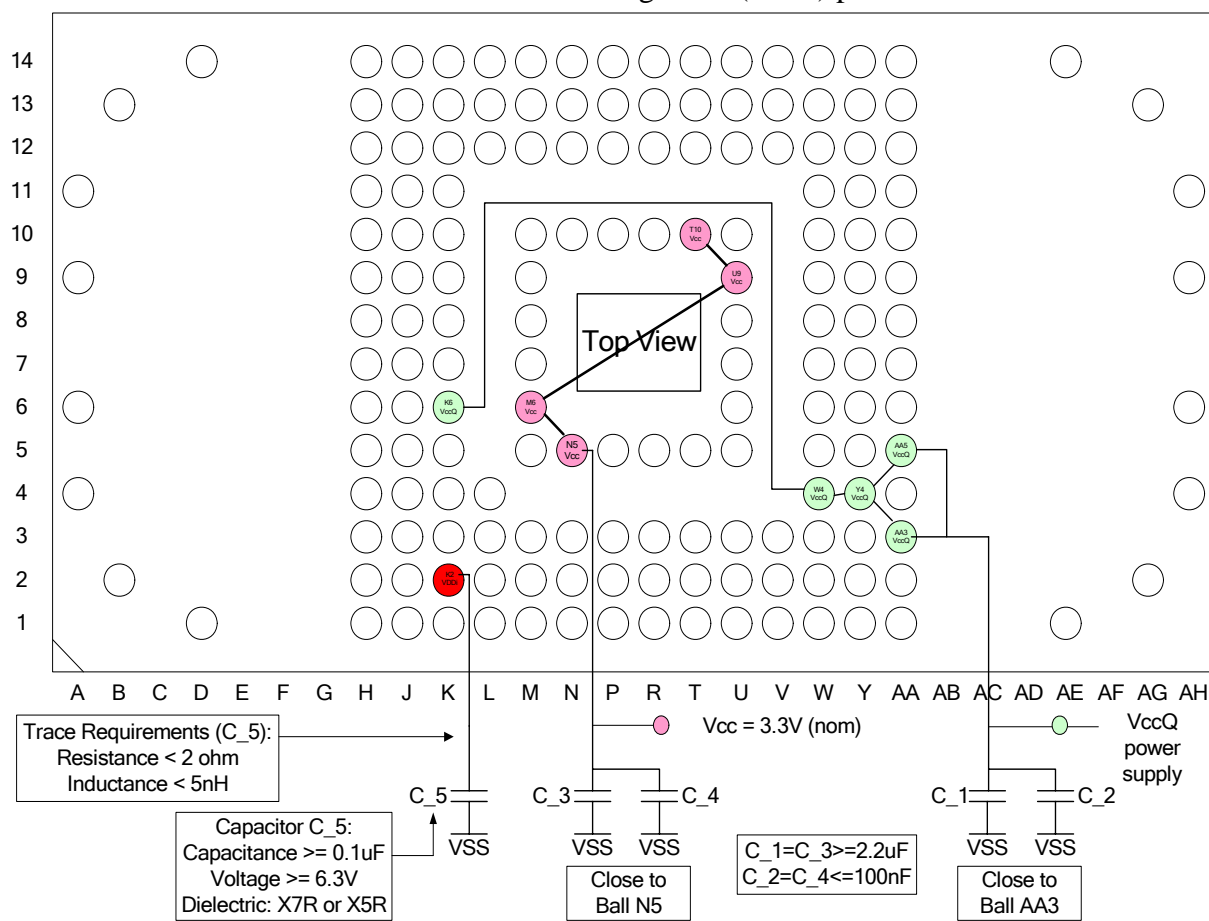 14
13
12
11
10
9
8
7
6
5
4
3
2
1
T10
Vcc
U9
Vcc
Top View
K6
VccQ
M6
Vcc
N5
Vcc
AA5
VccQ
W4
VccQ
Y4
VccQ
AA3
VccQ
K2
VDDi
A B C D E F G H J K L M N P R T U V W Y AA AB AC AD AE AF AG AH
Trace Requirements (C_5):
Resistance < 2 ohm
Inductance < 5nH
Vcc = 3.3V (nom)
VccQ
power
supply
C_5
C_3
C_4
C_1
C_2
Capacitor C_5:
Capacitance >= 0.1uF
Voltage >= 6.3V
Dielectric: X7R or X5R
VSS
VSS
VSS
C_1=C_3>=2.2uF
C_2=C_4<=100nF
VSS
VSS
Close to
Ball N5
Close to
Ball AA3